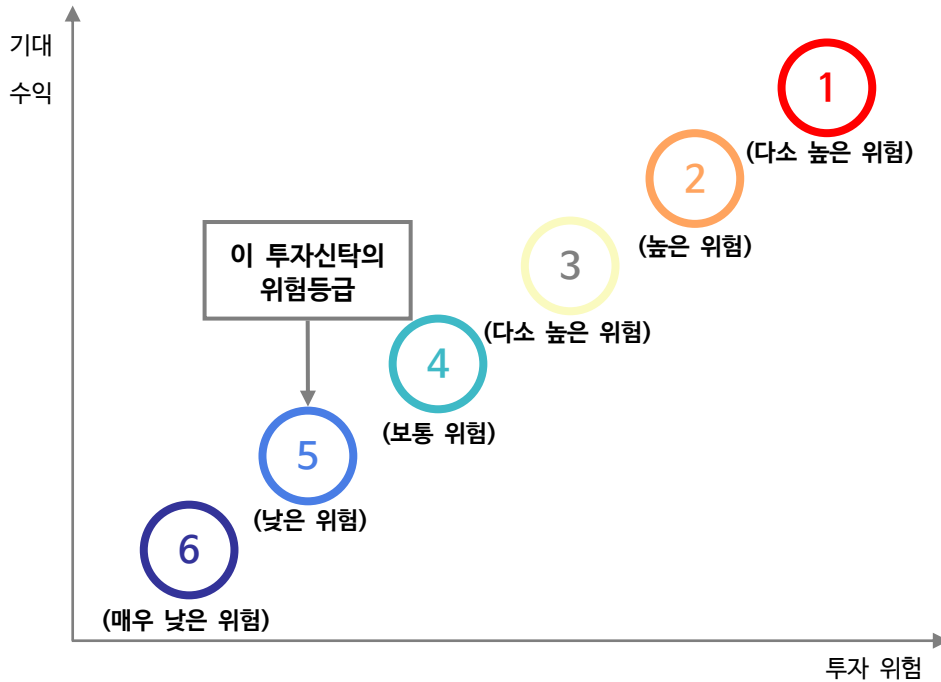 기대
수익
1
(다소 높은 위험)
2
(높은 위험)
이 투자신탁의
위험등급
3
(다소 높은 위험)
4
(보통 위험)
5
(낮은 위험)
6
(매우 낮은 위험)
투자 위험